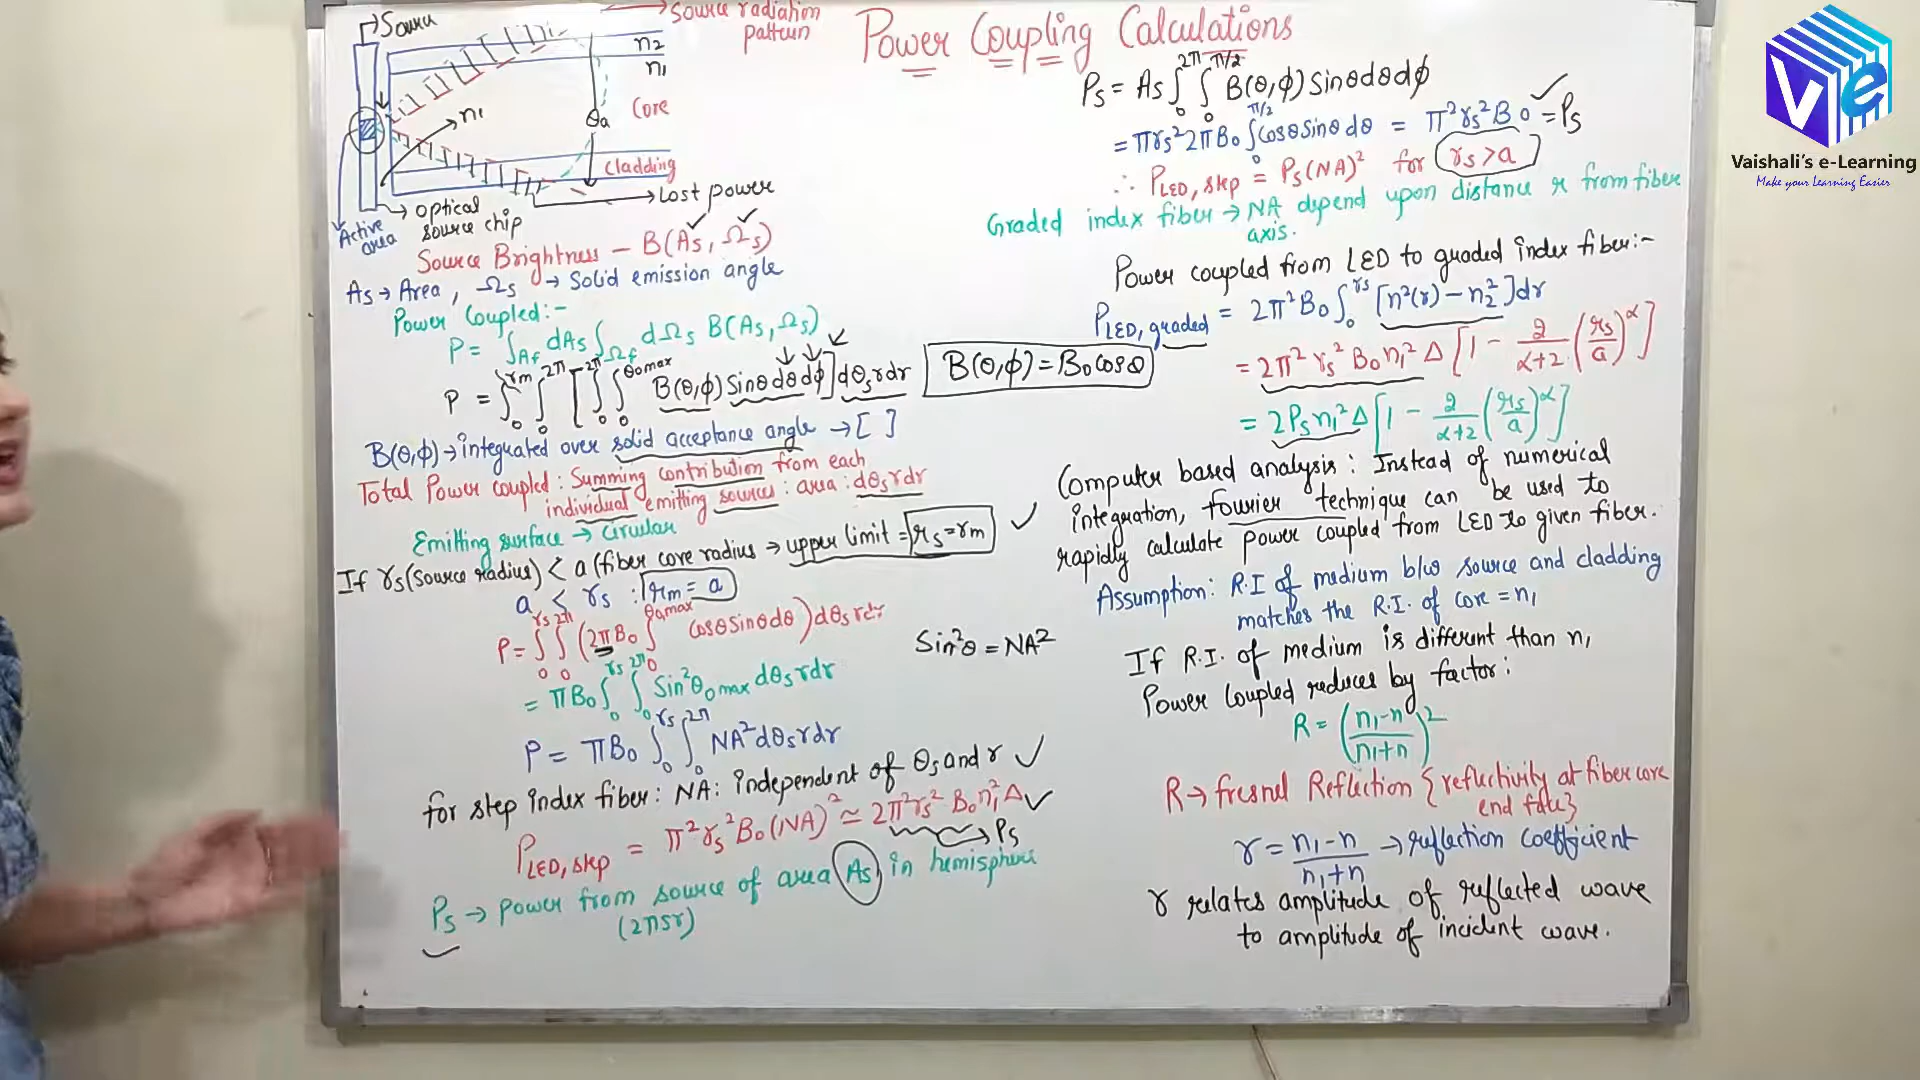 Power Coupling Calculations
Source
Source radiation pattern
n2
n1
n1
Core
θa
Cladding
Lost power
Optical source chip
Active area
Source Brightness – B(As, Ωs)
As → Area, Ωs → Solid emission angle
Power Coupled:-
P = ∫Af dAs ∫Ωf dΩs B(As, Ωs)
P = ∫₀^rm ∫₀^2π [∫₀^2π ∫₀^θ0max B(θ,ϕ) Sinθdθdϕ] dθs rdr
B(θ,ϕ) = B0 cosθ
B(θ,ϕ) → integrated over solid acceptance angle → [ ]
Total Power coupled: Summing contribution from each
individual emitting sources: area: dθs rdr
Emitting surface → circular
If rs (source radius) < a (fiber core radius → upper limit = rs = rm
a < rs : rm = a
P = ∫₀^rs ∫₀^2π (2πB0 ∫₀^θ0max cosθ sinθ dθ) dθs rdr
= πB0 ∫₀^rs ∫₀^2π Sin²θ0max dθs rdr
Sin²θ = NA²
P = πB0 ∫₀^rs ∫₀^2π NA² dθs rdr
for step index fiber: NA: independent of θs and r
P_LED,step = π² rs² B0 (NA)² ≃ 2π² rs² B0 n1² Δ
→ Ps
Ps → power from source of area As in hemisphere
(2πsr)
Ps = As ∫₀^2π ∫₀^π/2 B(θ,ϕ) Sinθdθdϕ
= πrs² 2πB0 ∫₀^π/2 Cosθ Sinθ dθ = π² rs² B0 = Ps
∴ P_LED,step = Ps (NA)² for rs > a
Graded index fiber → NA depend upon distance r from fiber
axis.
Power coupled from LED to graded index fiber:-
P_LED,graded = 2π² B0 ∫₀^rs [n²(r) – n2²] dr
= 2π² rs² B0 n1² Δ [1 – 2/(α+2) (rs/a)^α]
= 2Ps n1² Δ [1 – 2/(α+2) (rs/a)^α]
Computer based analysis: Instead of numerical
integration, fourier technique can be used to
rapidly calculate power coupled from LED to given fiber.
Assumption: R.I of medium b/w source and cladding
matches the R.I. of core = n1
If R.I. of medium is different than n1
Power coupled reduces by factor:
R = ((n1–n)/(n1+n))²
R → fresnel Reflection {reflectivity at fiber core
end face}
r = (n1–n)/(n1+n) → reflection coefficient
r relates amplitude of reflected wave
to amplitude of incident wave.
Ve
Vaishali's e-Learning
Make your Learning Easier